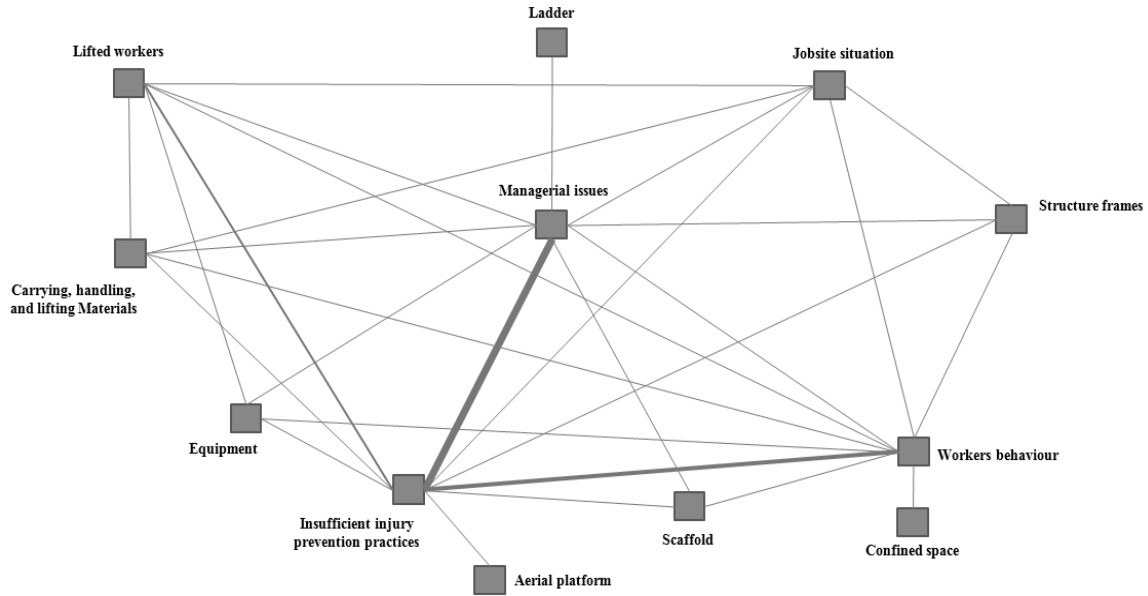 Ladder
Lifted workers
Jobsite situation
Managerial issues
Structure frames
Carrying, handling,
and lifting Materials
Equipment
Workers behaviour
Insufficient injury
prevention practices
Scaffold
Confined space
Aerial platform